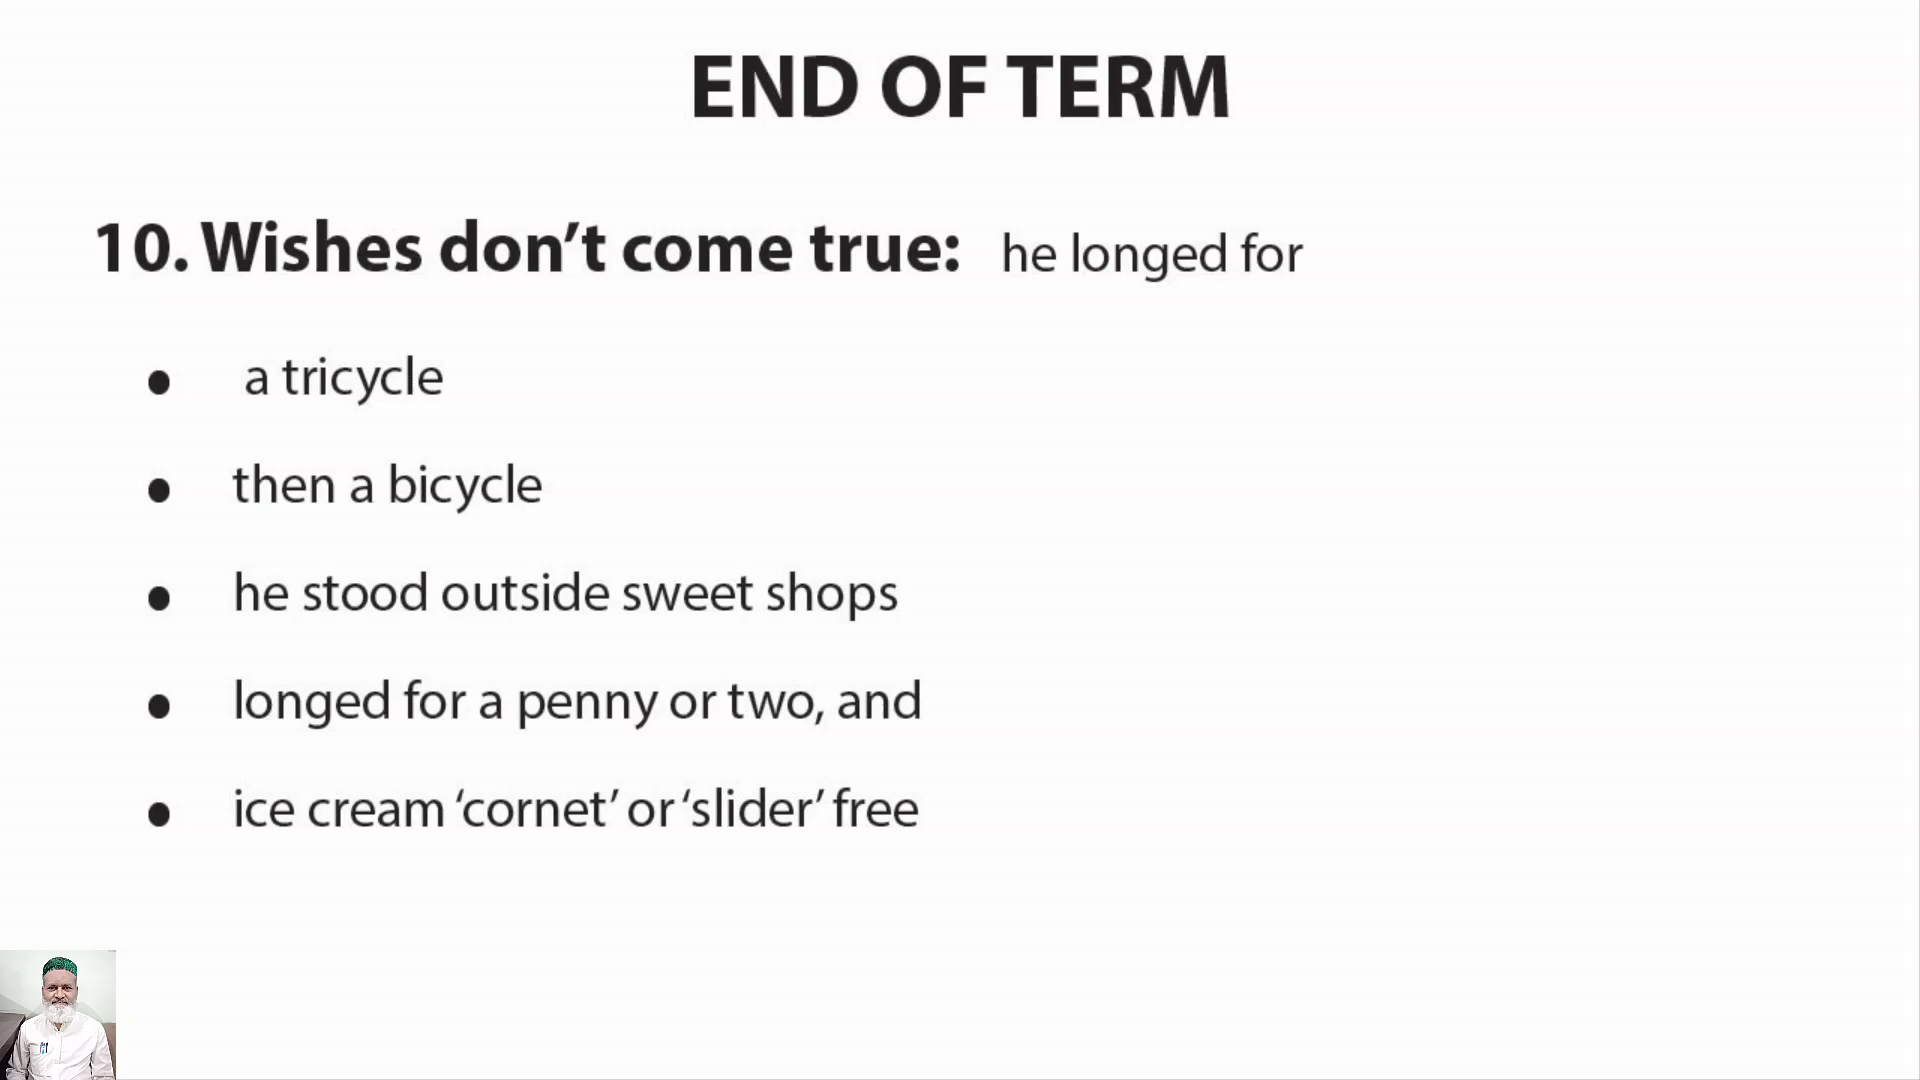 END OF TERM
10. Wishes don’t come true: he longed for
● a tricycle
● then a bicycle
● he stood outside sweet shops
● longed for a penny or two, and
● ice cream ‘cornet’ or ‘slider’ free